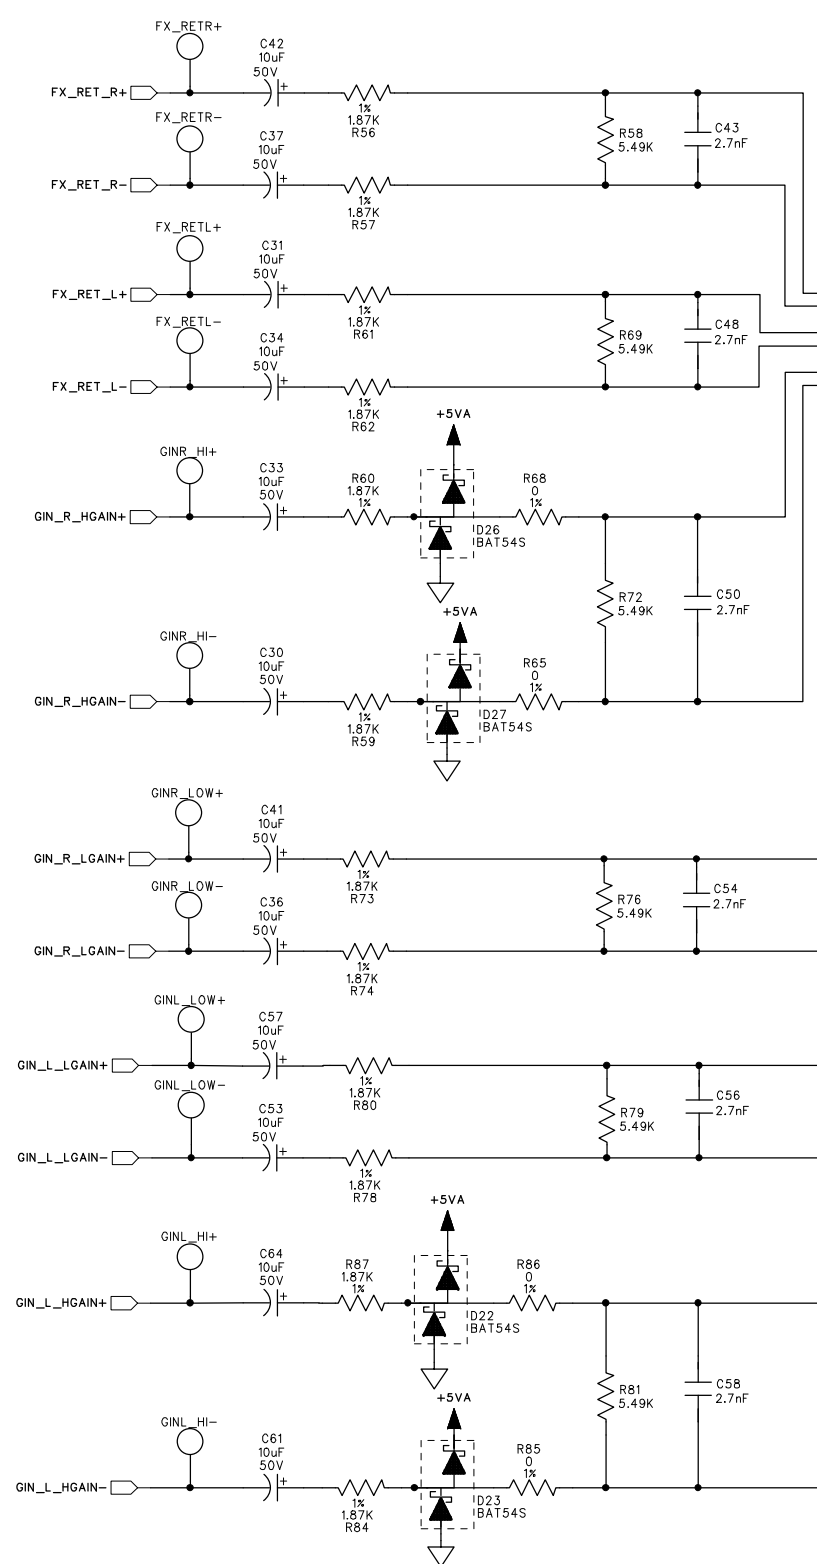 FX_RETR+
C42
10uF
50V
+
FX_RET_R+
1%
1.87K
R56
FX_RETR-
C37
10uF
50V
+
R58
5.49K
C43
2.7nF
FX_RET_R-
1%
1.87K
R57
FX_RETL+
C31
10uF
50V
+
FX_RET_L+
1%
1.87K
R61
FX_RETL-
C34
10uF
50V
+
R69
5.49K
C48
2.7nF
FX_RET_L-
1%
1.87K
R62
+5VA
GINR_HI+
C33
10uF
50V
+
R60
1.87K
1%
R68
0
1%
GIN_R_HGAIN+
D26
BAT54S
R72
5.49K
C50
2.7nF
+5VA
GINR_HI-
C30
10uF
50V
+
R65
0
1%
GIN_R_HGAIN-
1%
1.87K
R59
D27
BAT54S
GINR_LOW+
C41
10uF
50V
+
GIN_R_LGAIN+
1%
1.87K
R73
GINR_LOW-
C36
10uF
50V
+
R76
5.49K
C54
2.7nF
GIN_R_LGAIN-
1%
1.87K
R74
GINL_LOW+
C57
10uF
50V
+
GIN_L_LGAIN+
1%
1.87K
R80
GINL_LOW-
C53
10uF
50V
+
R79
5.49K
C56
2.7nF
GIN_L_LGAIN-
1%
1.87K
R78
+5VA
GINL_HI+
C64
10uF
50V
+
R87
1.87K
1%
R86
0
1%
GIN_L_HGAIN+
D22
BAT54S
R81
5.49K
C58
2.7nF
+5VA
GINL_HI-
C61
10uF
50V
+
R85
0
1%
GIN_L_HGAIN-
1%
1.87K
R84
D23
BAT54S